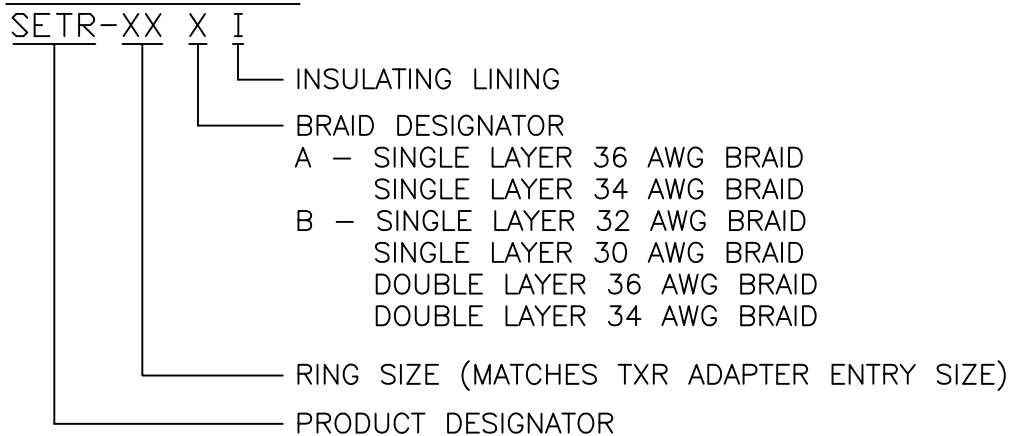 SETR-XX X I
INSULATING LINING
BRAID DESIGNATOR
A - SINGLE LAYER 36 AWG BRAID
SINGLE LAYER 34 AWG BRAID
B - SINGLE LAYER 32 AWG BRAID
SINGLE LAYER 30 AWG BRAID
DOUBLE LAYER 36 AWG BRAID
DOUBLE LAYER 34 AWG BRAID
RING SIZE (MATCHES TXR ADAPTER ENTRY SIZE)
PRODUCT DESIGNATOR